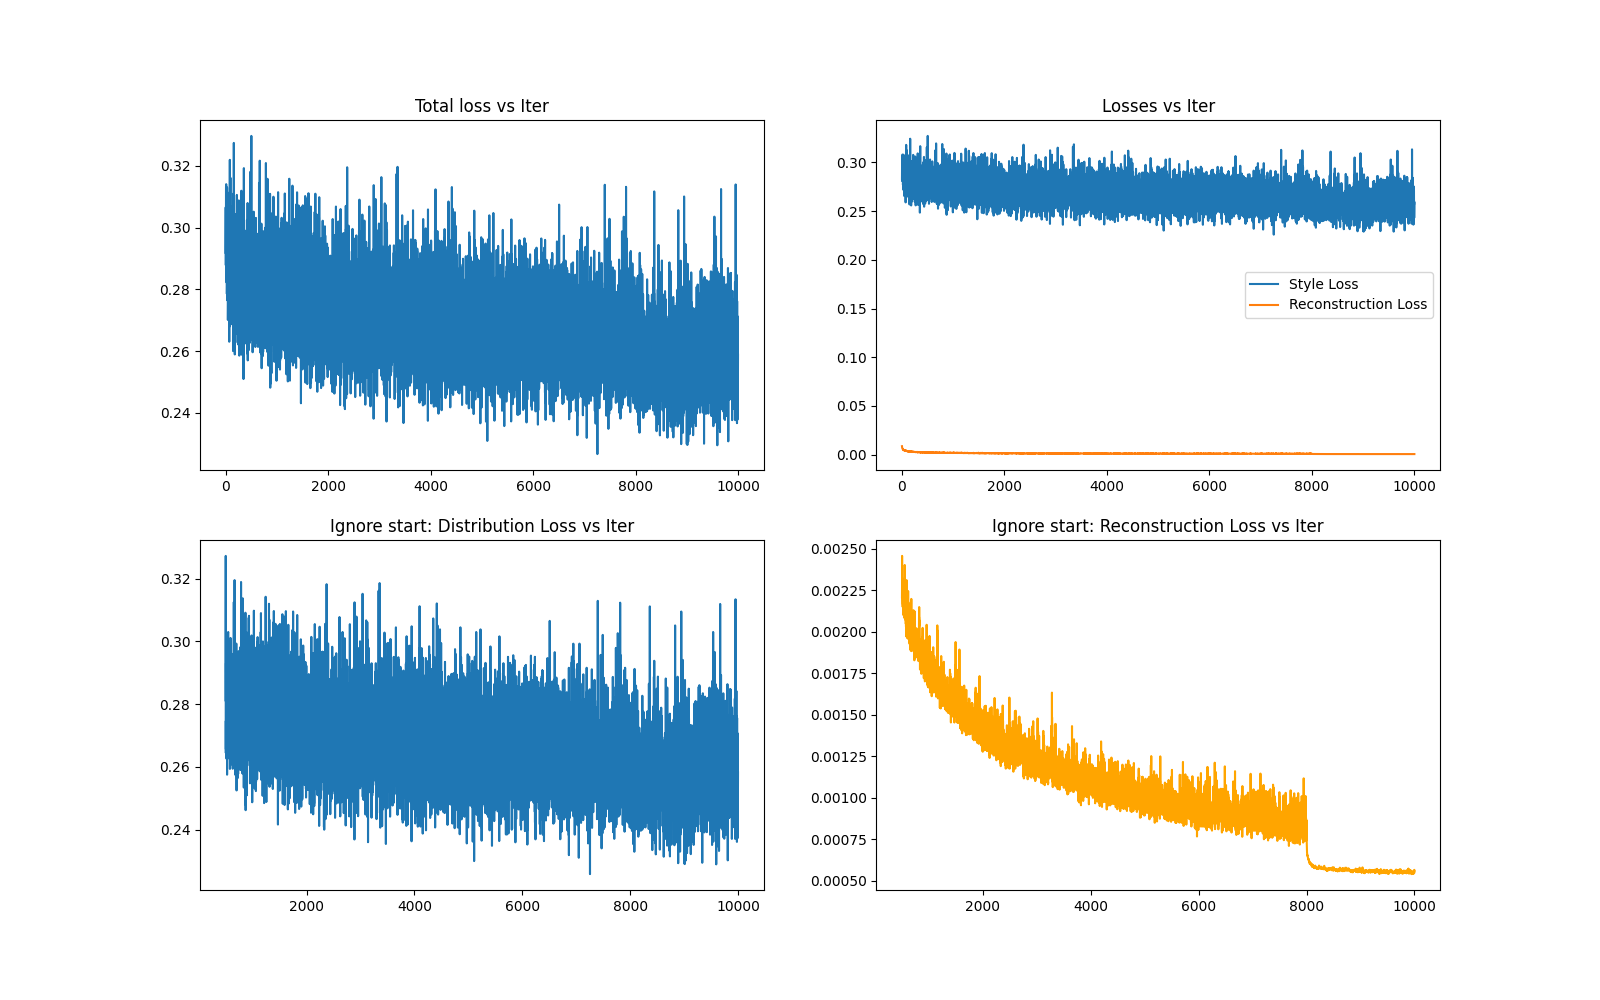 Total loss vs Iter
0.32
0.30
0.28
0.26
0.24
0 2000 4000 6000 8000 10000
Losses vs Iter
0.30
0.25
0.20
0.15
0.10
0.05
0.00
Style Loss
Reconstruction Loss
0 2000 4000 6000 8000 10000
Ignore start: Distribution Loss vs Iter
0.32
0.30
0.28
0.26
0.24
2000 4000 6000 8000 10000
Ignore start: Reconstruction Loss vs Iter
0.00250
0.00225
0.00200
0.00175
0.00150
0.00125
0.00100
0.00075
0.00050
2000 4000 6000 8000 10000